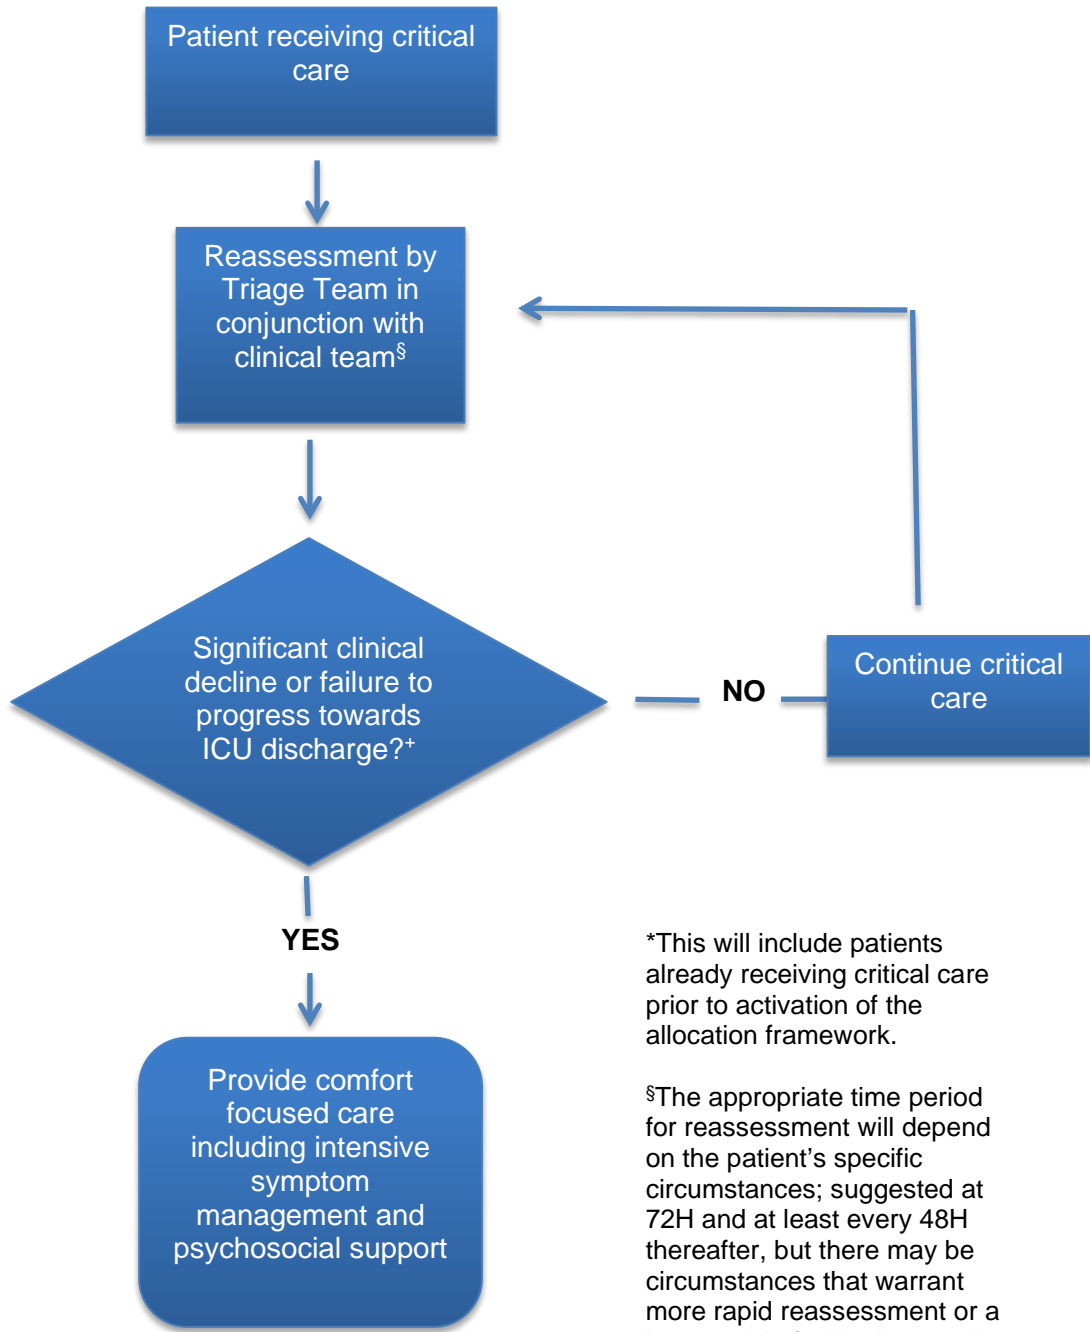 Patient receiving critical
care
Reassessment by
Triage Team in
conjunction with
clinical team§
Significant clinical
decline or failure to
progress towards
ICU discharge?+
NO
Continue critical
care
YES
Provide comfort
focused care
including intensive
symptom
management and
psychosocial support
*This will include patients
already receiving critical care
prior to activation of the
allocation framework.
§The appropriate time period
for reassessment will depend
on the patient’s specific
circumstances; suggested at
72H and at least every 48H
thereafter, but there may be
circumstances that warrant
more rapid reassessment or a